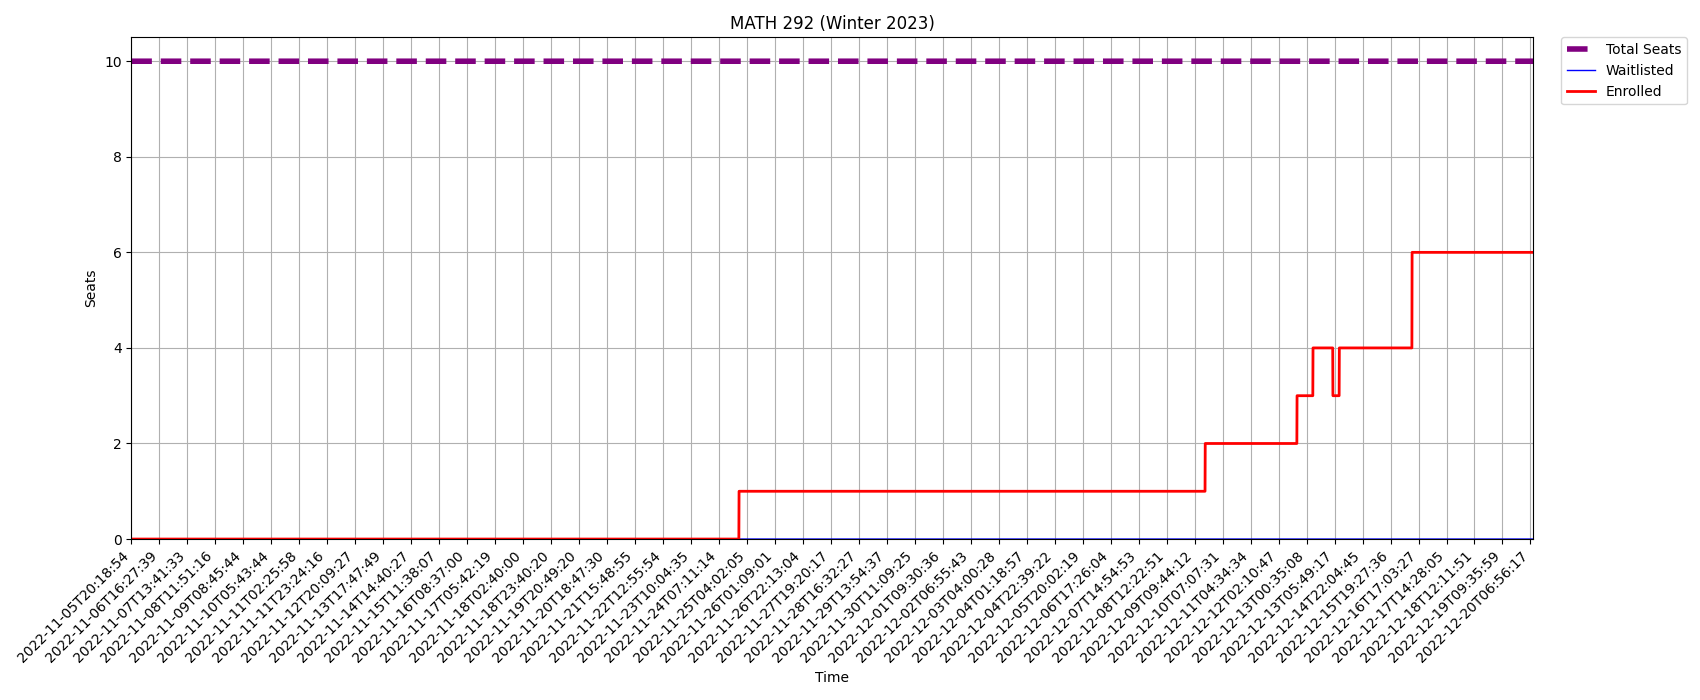 MATH 292 (Winter 2023)
Total Seats
Waitlisted
Enrolled
10
8
6
4
2
0
Seats
2022-11-05T20:18:54
2022-11-06T16:27:39
2022-11-07T13:41:33
2022-11-08T11:51:16
2022-11-09T08:45:44
2022-11-10T05:43:44
2022-11-11T02:25:58
2022-11-11T23:24:16
2022-11-12T20:09:27
2022-11-13T17:47:49
2022-11-14T14:40:27
2022-11-15T11:38:07
2022-11-16T08:37:00
2022-11-17T05:42:19
2022-11-18T02:40:00
2022-11-18T23:40:20
2022-11-19T20:49:20
2022-11-20T18:47:30
2022-11-21T15:48:55
2022-11-22T12:55:54
2022-11-23T10:04:35
2022-11-24T07:11:14
2022-11-25T04:02:05
2022-11-26T01:09:01
2022-11-26T22:13:04
2022-11-27T19:20:17
2022-11-28T16:32:27
2022-11-29T13:54:37
2022-11-30T11:09:25
2022-12-01T09:30:36
2022-12-02T06:55:43
2022-12-03T04:00:28
2022-12-04T01:18:57
2022-12-04T22:39:22
2022-12-05T20:02:19
2022-12-06T17:26:04
2022-12-07T14:54:53
2022-12-08T12:22:51
2022-12-09T09:44:12
2022-12-10T07:07:31
2022-12-11T04:34:34
2022-12-12T02:10:47
2022-12-13T00:35:08
2022-12-13T05:49:17
2022-12-14T22:04:45
2022-12-15T19:27:36
2022-12-16T17:03:27
2022-12-17T14:28:05
2022-12-18T12:11:51
2022-12-19T09:35:59
2022-12-20T06:56:17
Time